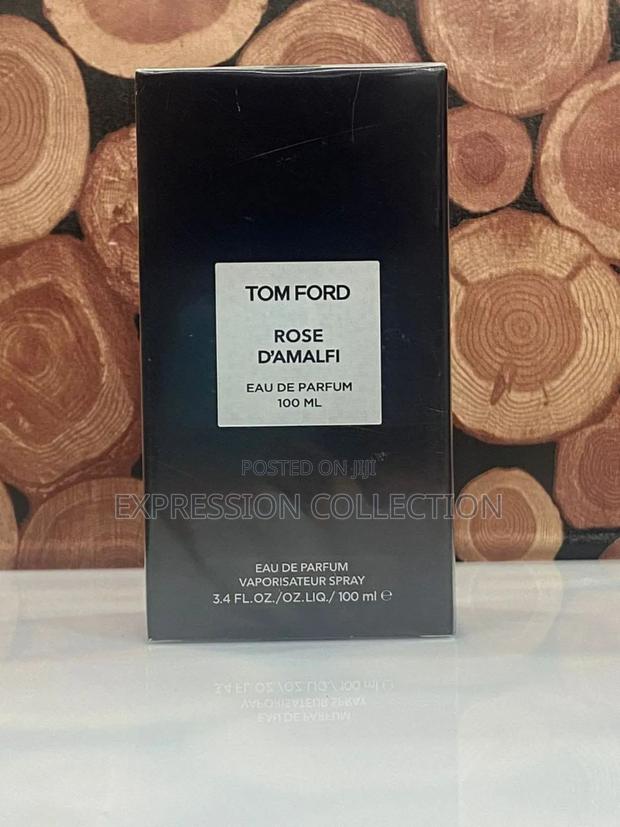 TOM FORD
ROSE
D'AMALFI
EAU DE PARFUM
100 ML
POSTED ON JIJI
EXPRESSION COLLECTION
EAU DE PARFUM
VAPORISATEUR SPRAY
3.4 FL.OZ./OZ.LIQ./ 100 ml ℮